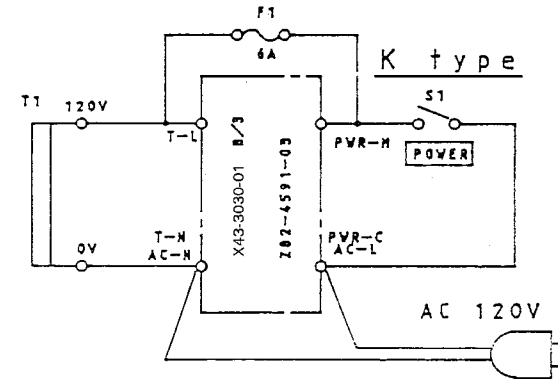 F1
6A
K type
T1
120V
S1
T-L
B/3
PWR-M
POWER
X43-3030-01
Z82-4591-03
T-N
AC-N
PWR-C
AC-L
0V
AC 120V